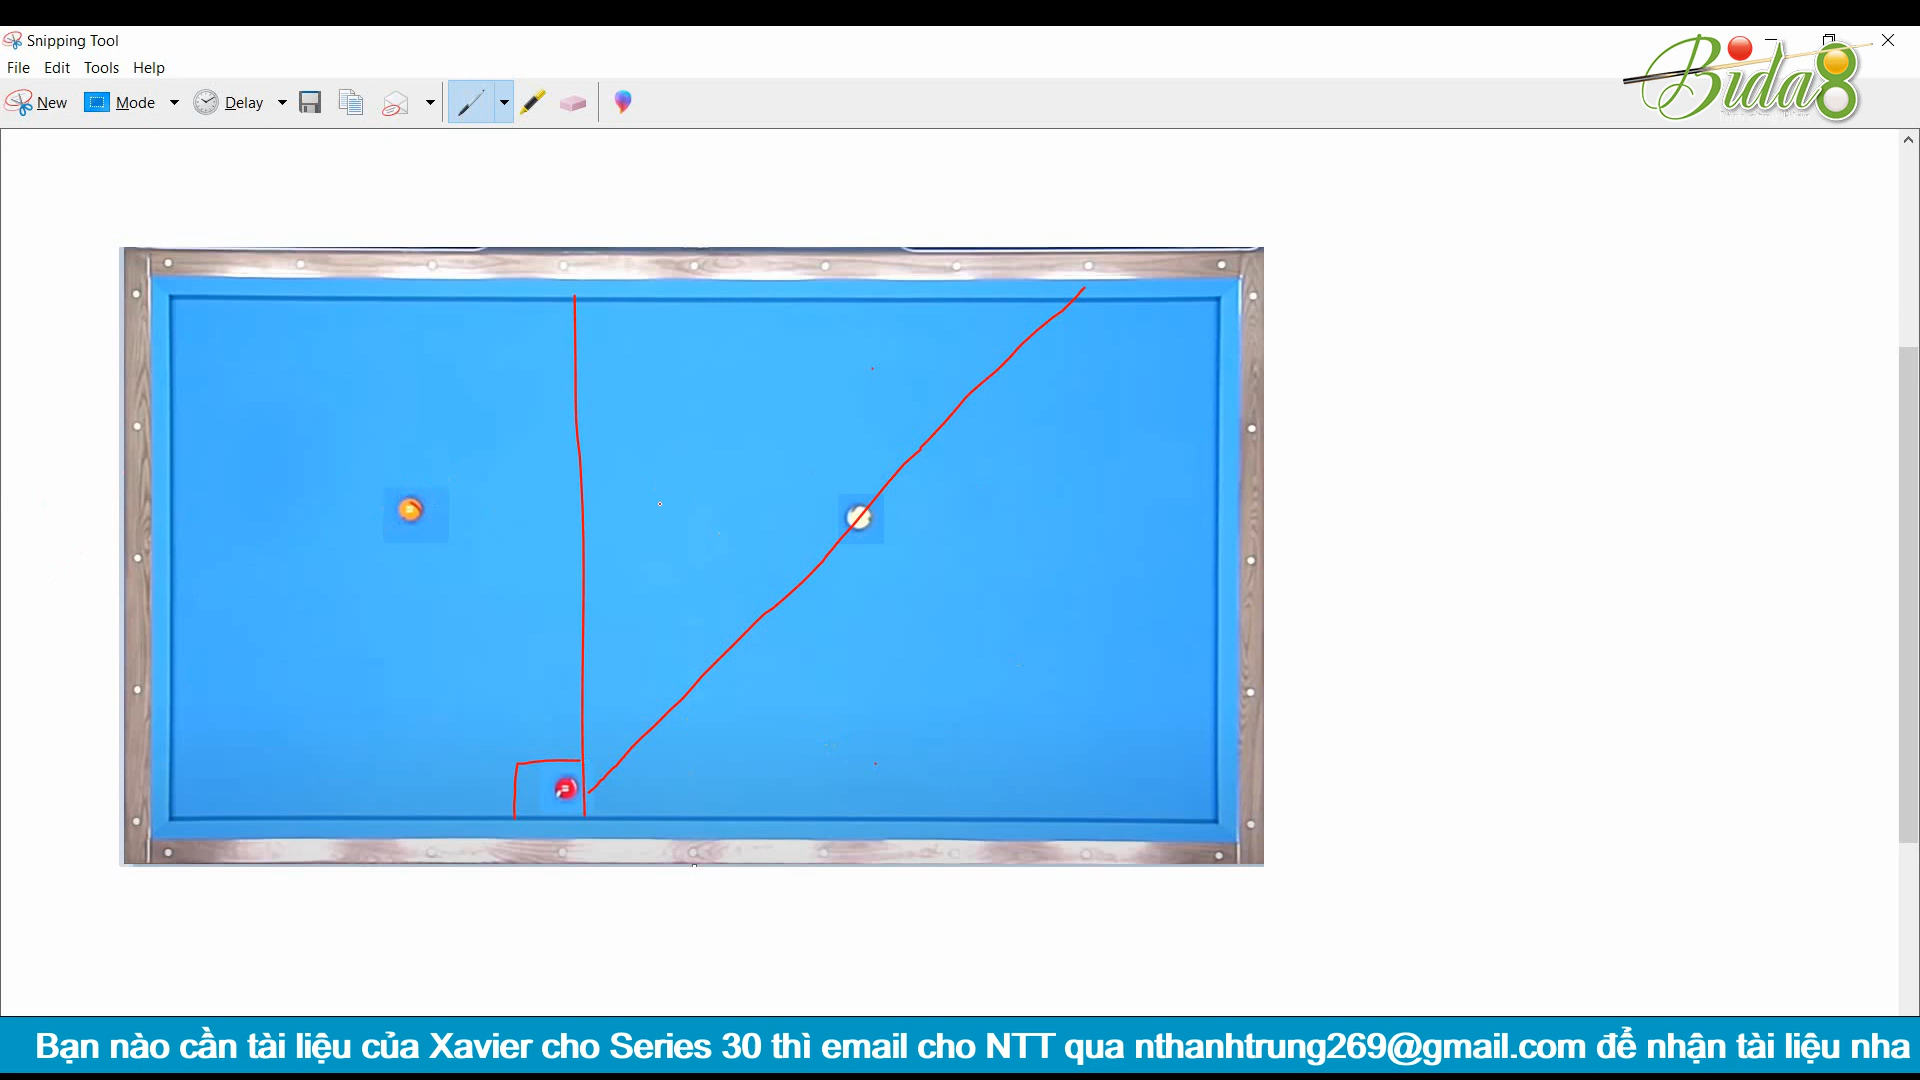 Snipping Tool
File Edit Tools Help
New Mode Delay
Bida8
Bạn nào cần tài liệu của Xavier cho Series 30 thì email cho NTT qua nthanhtrung269@gmail.com để nhận tài liệu nha